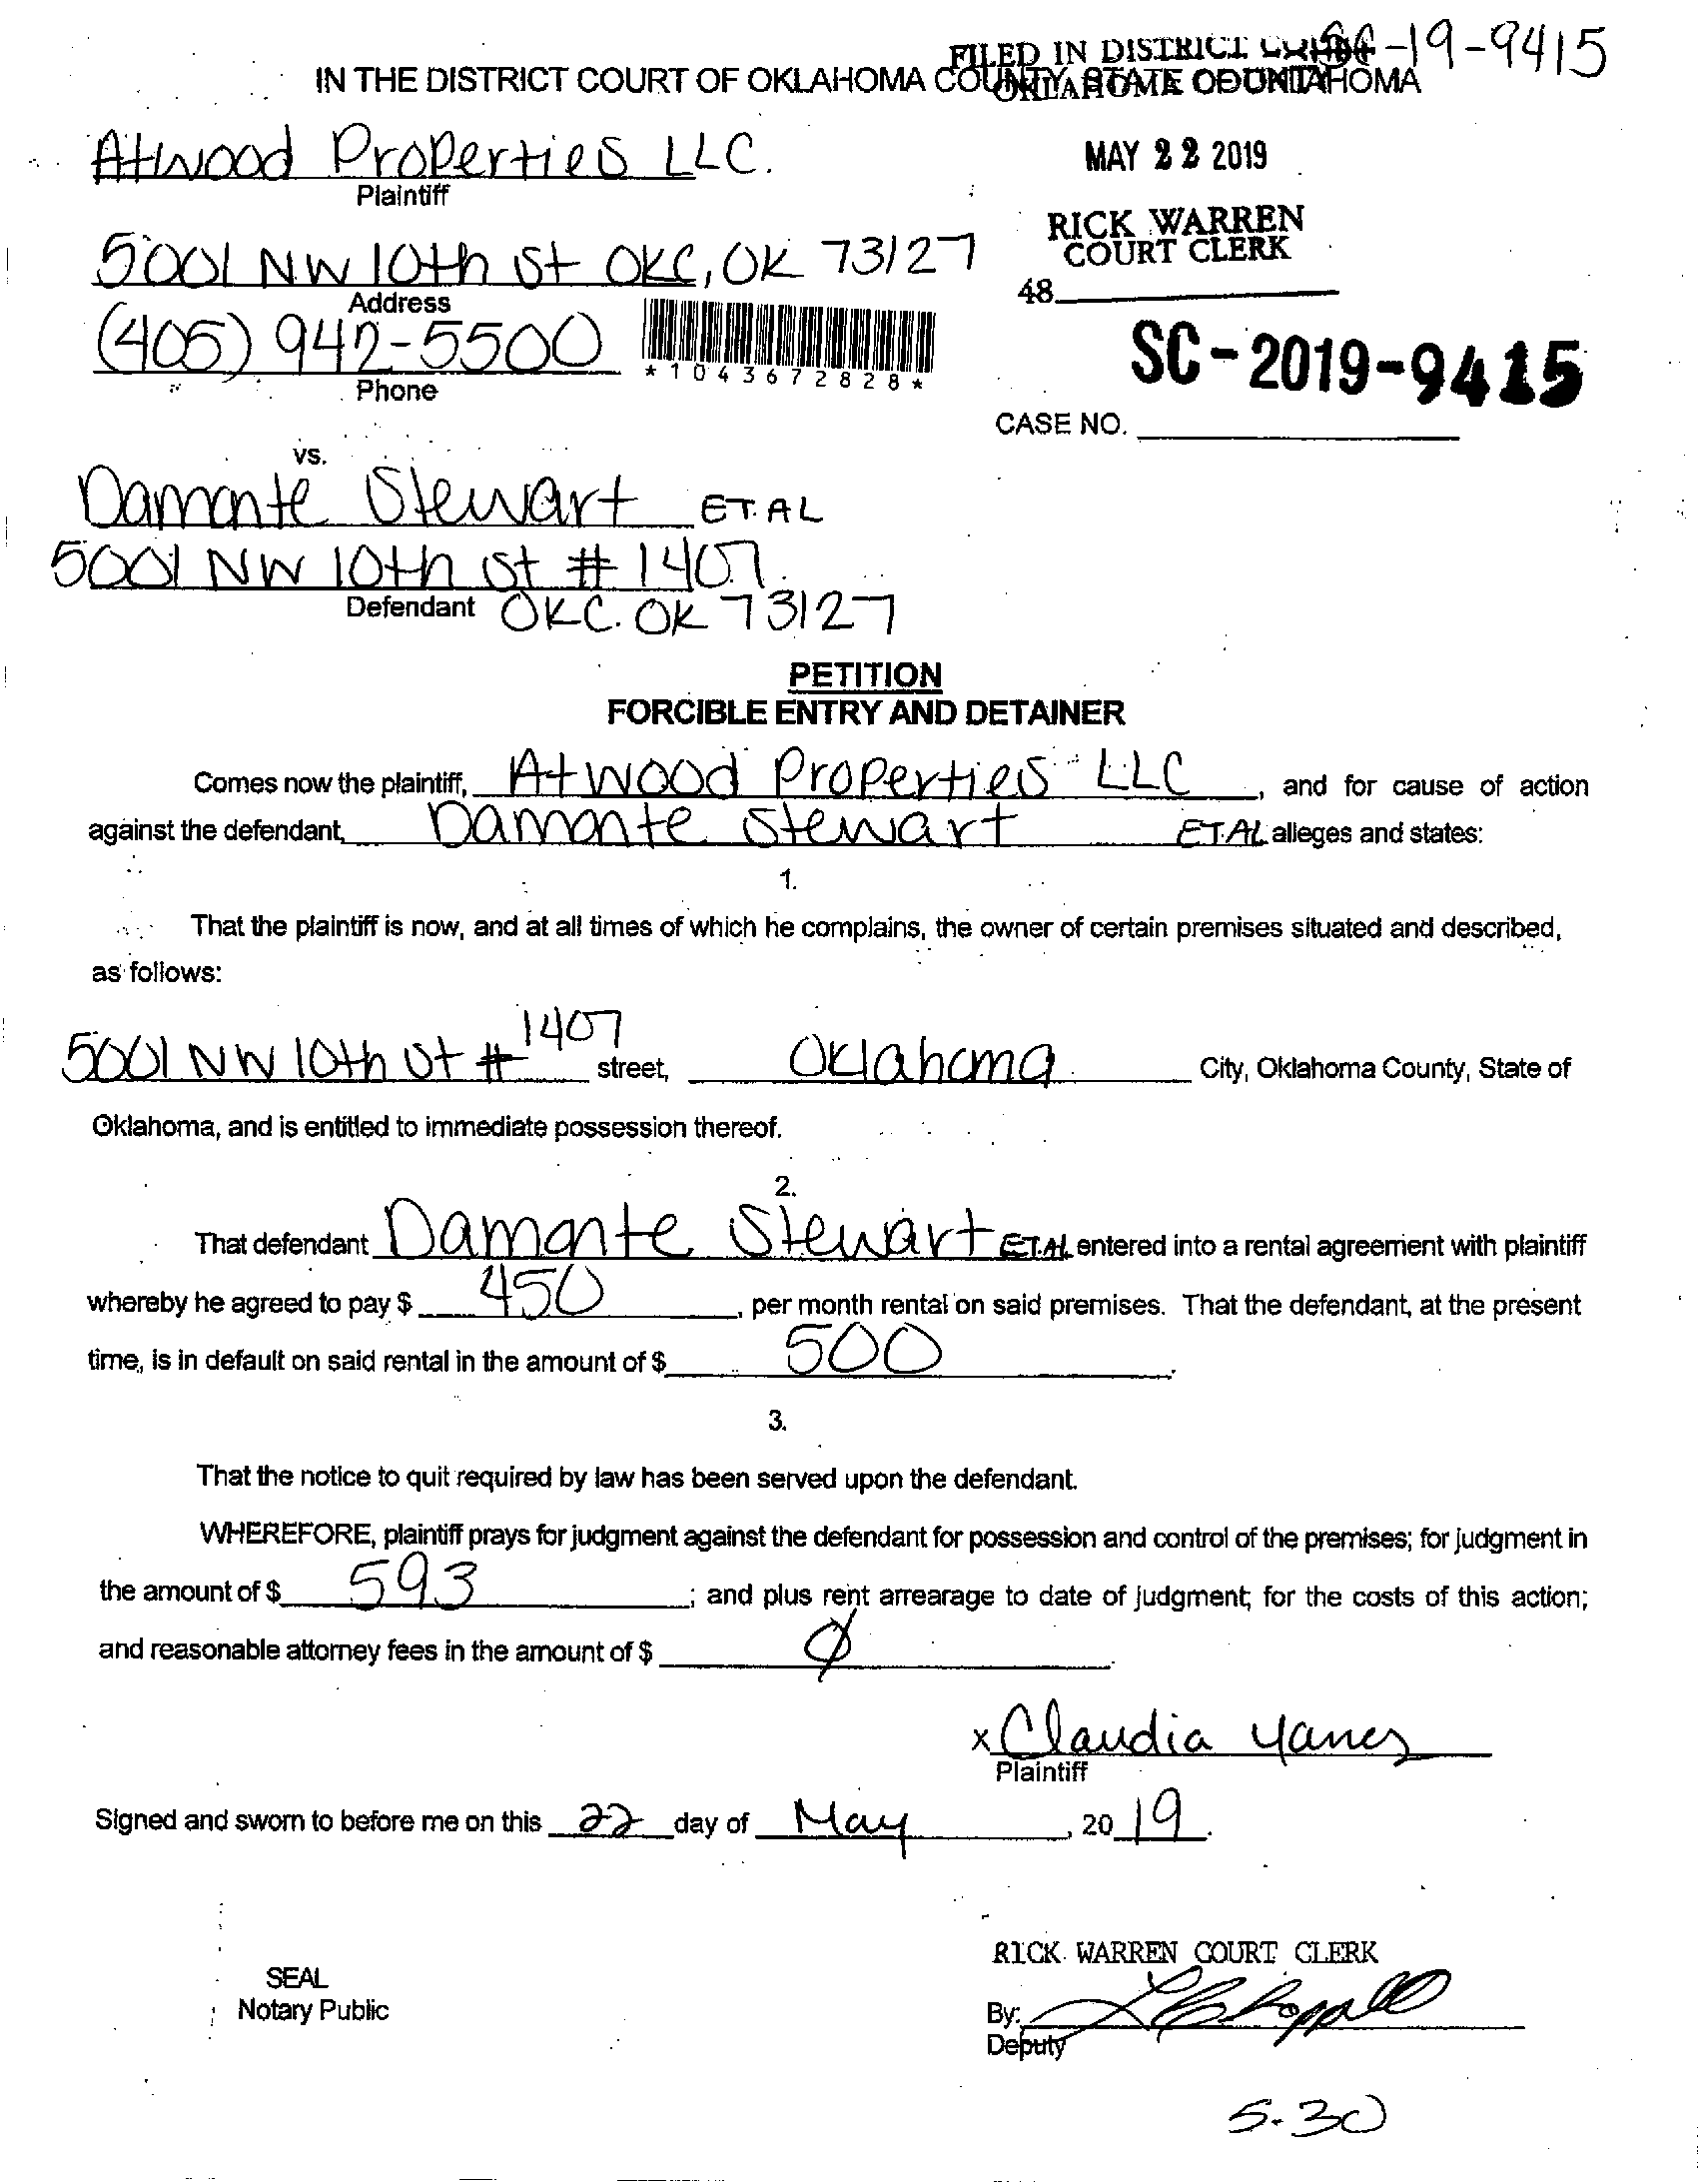 SC-19-9415
FILED IN DISTRICT COURT
IN THE DISTRICT COURT OF OKLAHOMA COUNTY, STATE OF OKLAHOMA
OKLAHOMA COUNTY
Atwood Properties LLC.
Plaintiff
MAY 22 2019
RICK WARREN
COURT CLERK
5001 NW 10th St OKC, OK 73127
Address
48
(405) 942-5500
Phone
*1043672828*
SC-2019-9415
CASE NO.
vs.
Damonte Stewart ET.AL
5001 NW 10th St # 1407
Defendant OKC. OK 73127
PETITION
FORCIBLE ENTRY AND DETAINER
Comes now the plaintiff, Atwood Properties LLC, and for cause of action
against the defendant, Damonte Stewart ET.AL alleges and states:
1.
That the plaintiff is now, and at all times of which he complains, the owner of certain premises situated and described,
as follows:
5001 NW 10th St # 1407 street, Oklahoma City, Oklahoma County, State of
Oklahoma, and is entitled to immediate possession thereof.
2.
That defendant Damonte Stewart ET.AL entered into a rental agreement with plaintiff
whereby he agreed to pay $ 450, per month rental on said premises. That the defendant, at the present
time, is in default on said rental in the amount of $ 500.
3.
That the notice to quit required by law has been served upon the defendant.
WHEREFORE, plaintiff prays for judgment against the defendant for possession and control of the premises; for judgment in
the amount of $ 593; and plus rent arrearage to date of judgment; for the costs of this action;
and reasonable attorney fees in the amount of $ Ø.
x Claudia Yanes
Plaintiff
Signed and sworn to before me on this 22 day of May, 2019.
RICK WARREN COURT CLERK
SEAL
Notary Public
By:
Deputy
5-30